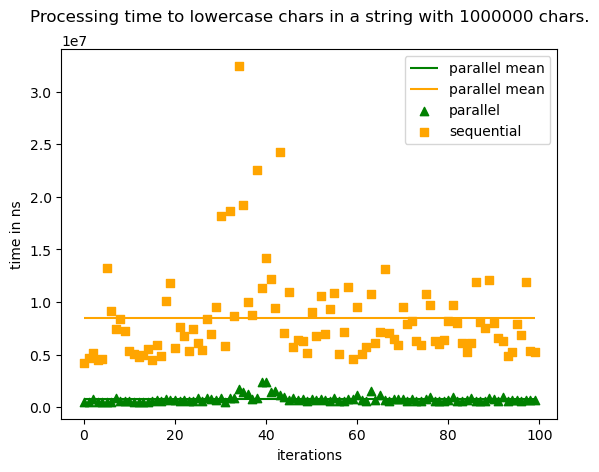 Processing time to lowercase chars in a string with 1000000 chars.
1e7
parallel mean
parallel mean
parallel
sequential
3.0
2.5
2.0
1.5
1.0
0.5
0.0
time in ns
0 20 40 60 80 100
iterations